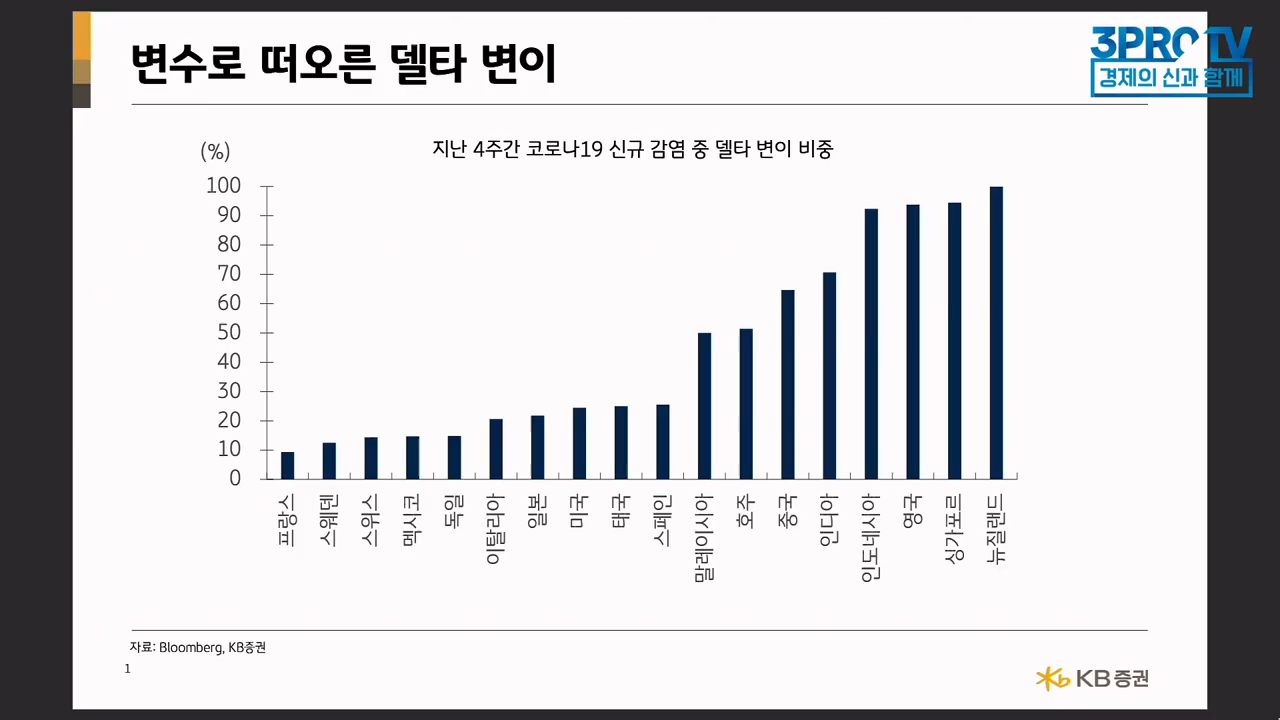 변수로 떠오른 델타 변이
3PRO TV
경제의 신과 함께
(%)
지난 4주간 코로나19 신규 감염 중 델타 변이 비중
100
90
80
70
60
50
40
30
20
10
0
프랑스
스웨덴
스위스
멕시코
독일
이탈리아
일본
미국
태국
스페인
말레이시아
호주
중국
인디아
인도네시아
영국
싱가포르
뉴질랜드
자료: Bloomberg, KB증권
1
KB증권